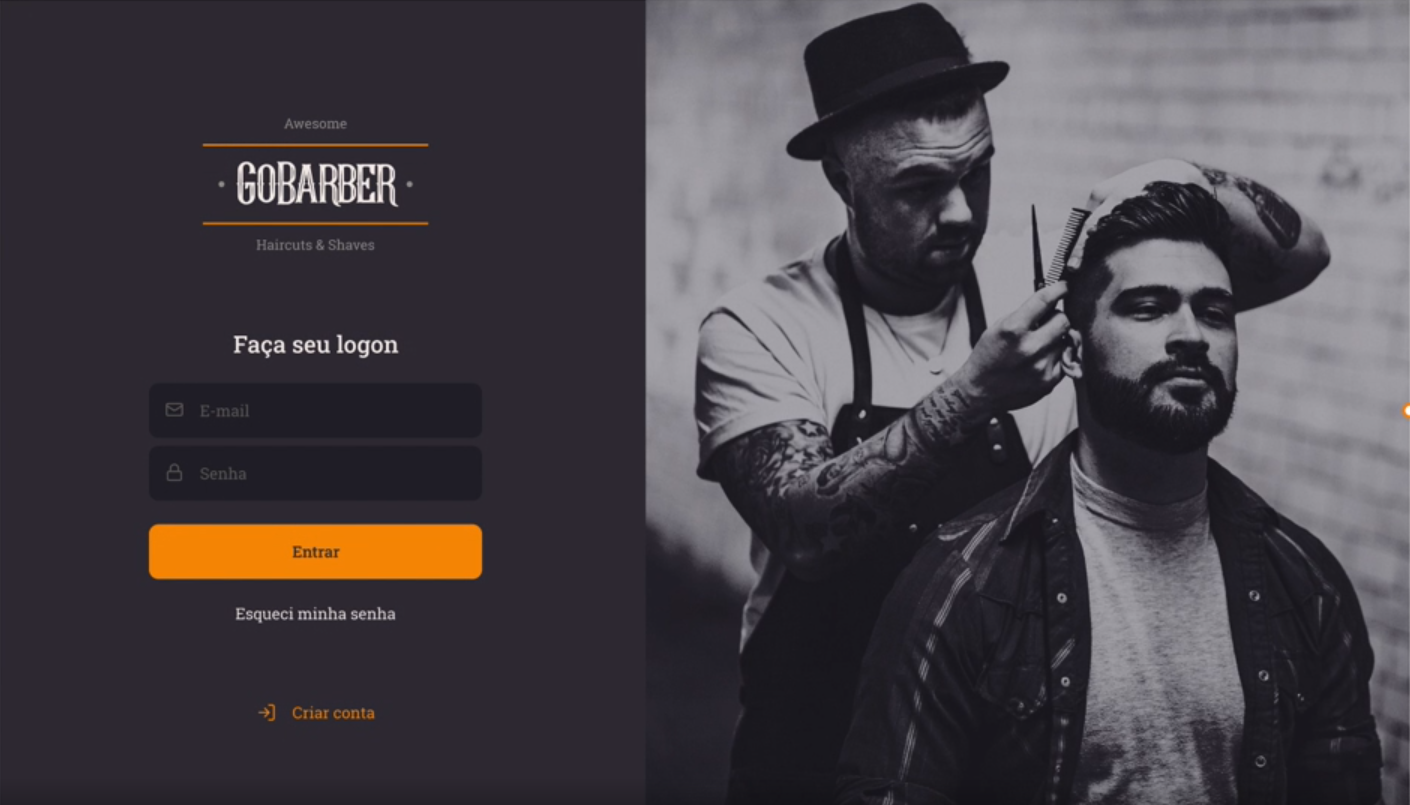 Awesome
GOBARBER
Haircuts & Shaves
Faça seu logon
E-mail
Senha
Entrar
Esqueci minha senha
Criar conta